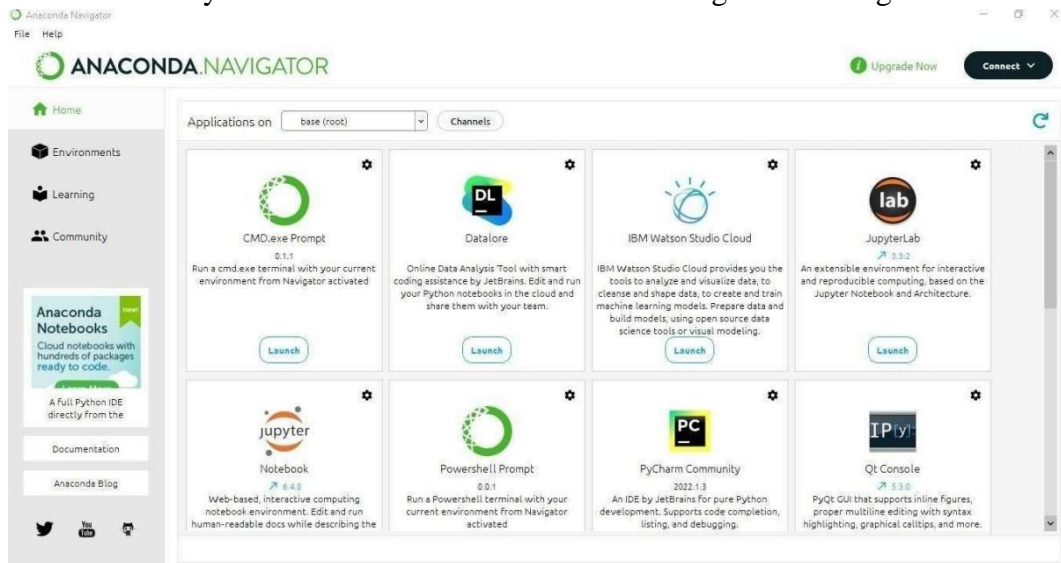 Anaconda Navigator
File Help
ANACONDA.NAVIGATOR
Upgrade Now
Connect
Home
Environments
Learning
Community
Applications on
base (root)
Channels
CMD.exe Prompt
0.1.1
Run a cmd.exe terminal with your current
environment from Navigator activated
Launch
DL
Datalore
Online Data Analysis Tool with smart
coding assistance by JetBrains. Edit and run
your Python notebooks in the cloud and
share them with your team.
Launch
IBM Watson Studio Cloud
IBM Watson Studio Cloud provides you the
tools to analyze and visualize data, to
cleanse and shape data, to create and train
machine learning models. Prepare data and
build models, using open source data
science tools or visual modeling.
Launch
lab
JupyterLab
3.3.2
An extensible environment for interactive
and reproducible computing, based on the
Jupyter Notebook and Architecture.
Launch
jupyter
Notebook
6.4.8
Web-based, interactive computing
notebook environment. Edit and run
human-readable docs while describing the
Powershell Prompt
0.0.1
Run a Powershell terminal with your
current environment from Navigator
activated
PC
PyCharm Community
2022.1.3
An IDE by JetBrains for pure Python
development. Supports code completion,
listing, and debugging.
IP[y]:
Qt Console
5.3.0
PyQt GUI that supports inline figures,
proper multiline editing with syntax
highlighting, graphical calltips, and more.
Anaconda
Notebooks
new!
Cloud notebooks with
hundreds of packages
ready to code.
A full Python IDE
directly from the
Documentation
Anaconda Blog
You
Tube